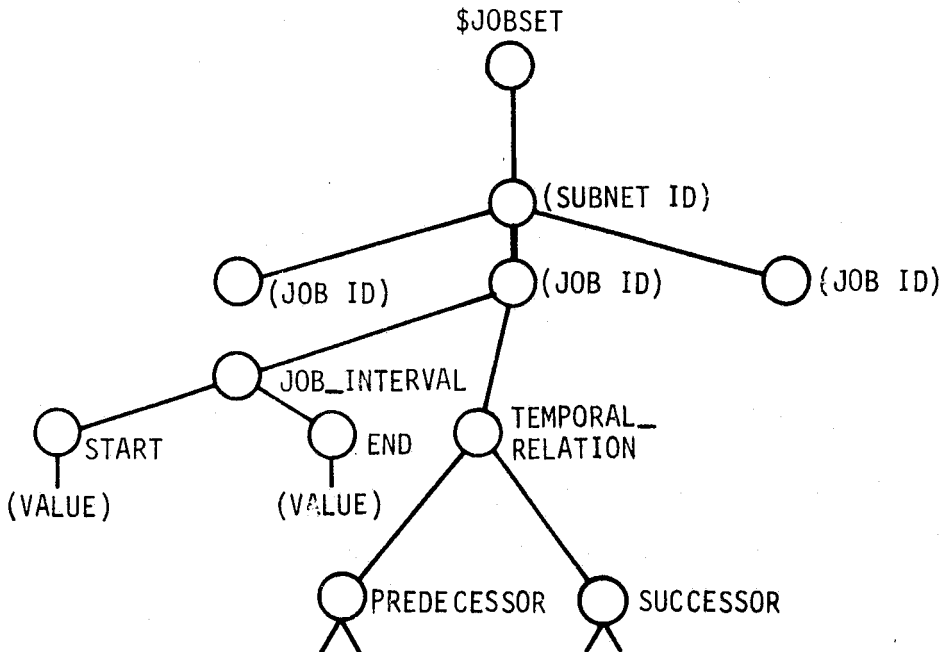 $JOBSET
(SUBNET ID)
(JOB ID)
(JOB ID)
(JOB ID)
JOB_INTERVAL
START
END
TEMPORAL_
RELATION
(VALUE)
(VALUE)
PREDECESSOR
SUCCESSOR